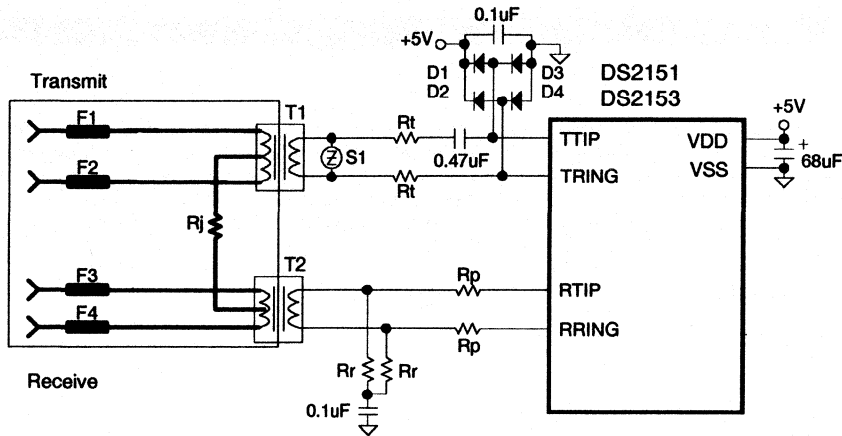 0.1uF
+5V
D1
D3
D2
D4
DS2151
DS2153
Transmit
+5V
F1
T1
Rt
0.47uF
S1
TTIP
VDD
+
68uF
F2
Rt
TRING
VSS
Rj
T2
F3
Rp
RTIP
F4
Rp
RRING
Rr
Rr
Receive
0.1uF